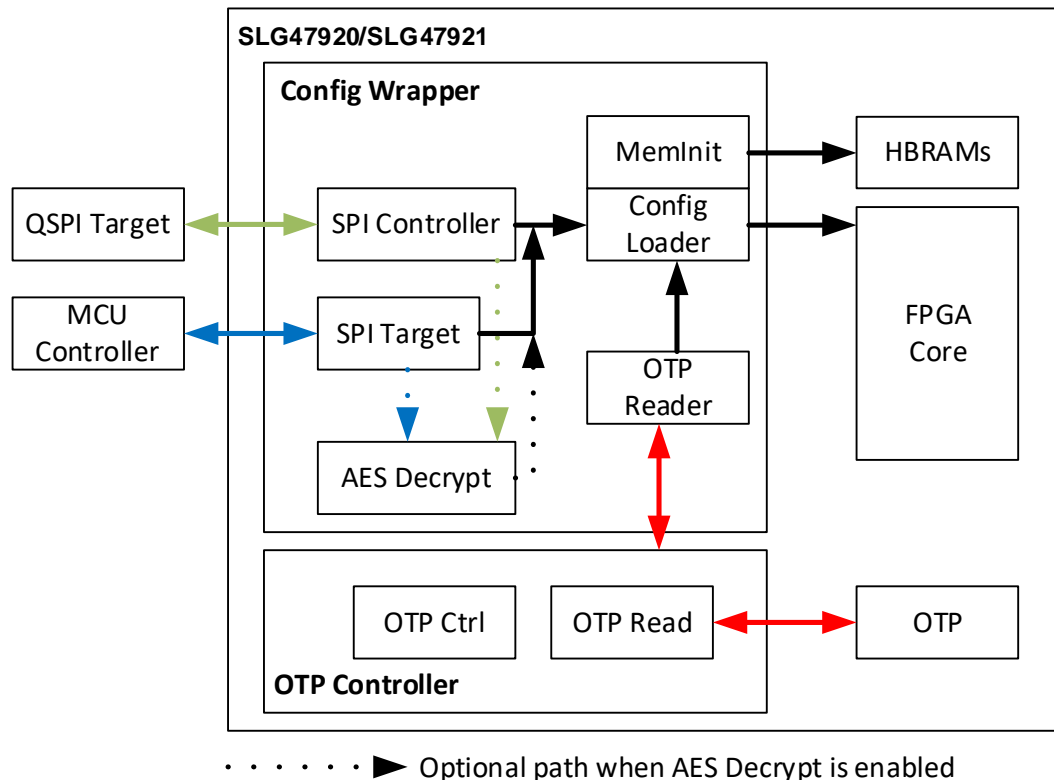 SLG47920/SLG47921
Config Wrapper
MemInit
HBRAMs
QSPI Target
SPI Controller
Config
Loader
MCU
Controller
SPI Target
FPGA
Core
OTP
Reader
AES Decrypt
OTP Ctrl
OTP Read
OTP
OTP Controller
Optional path when AES Decrypt is enabled